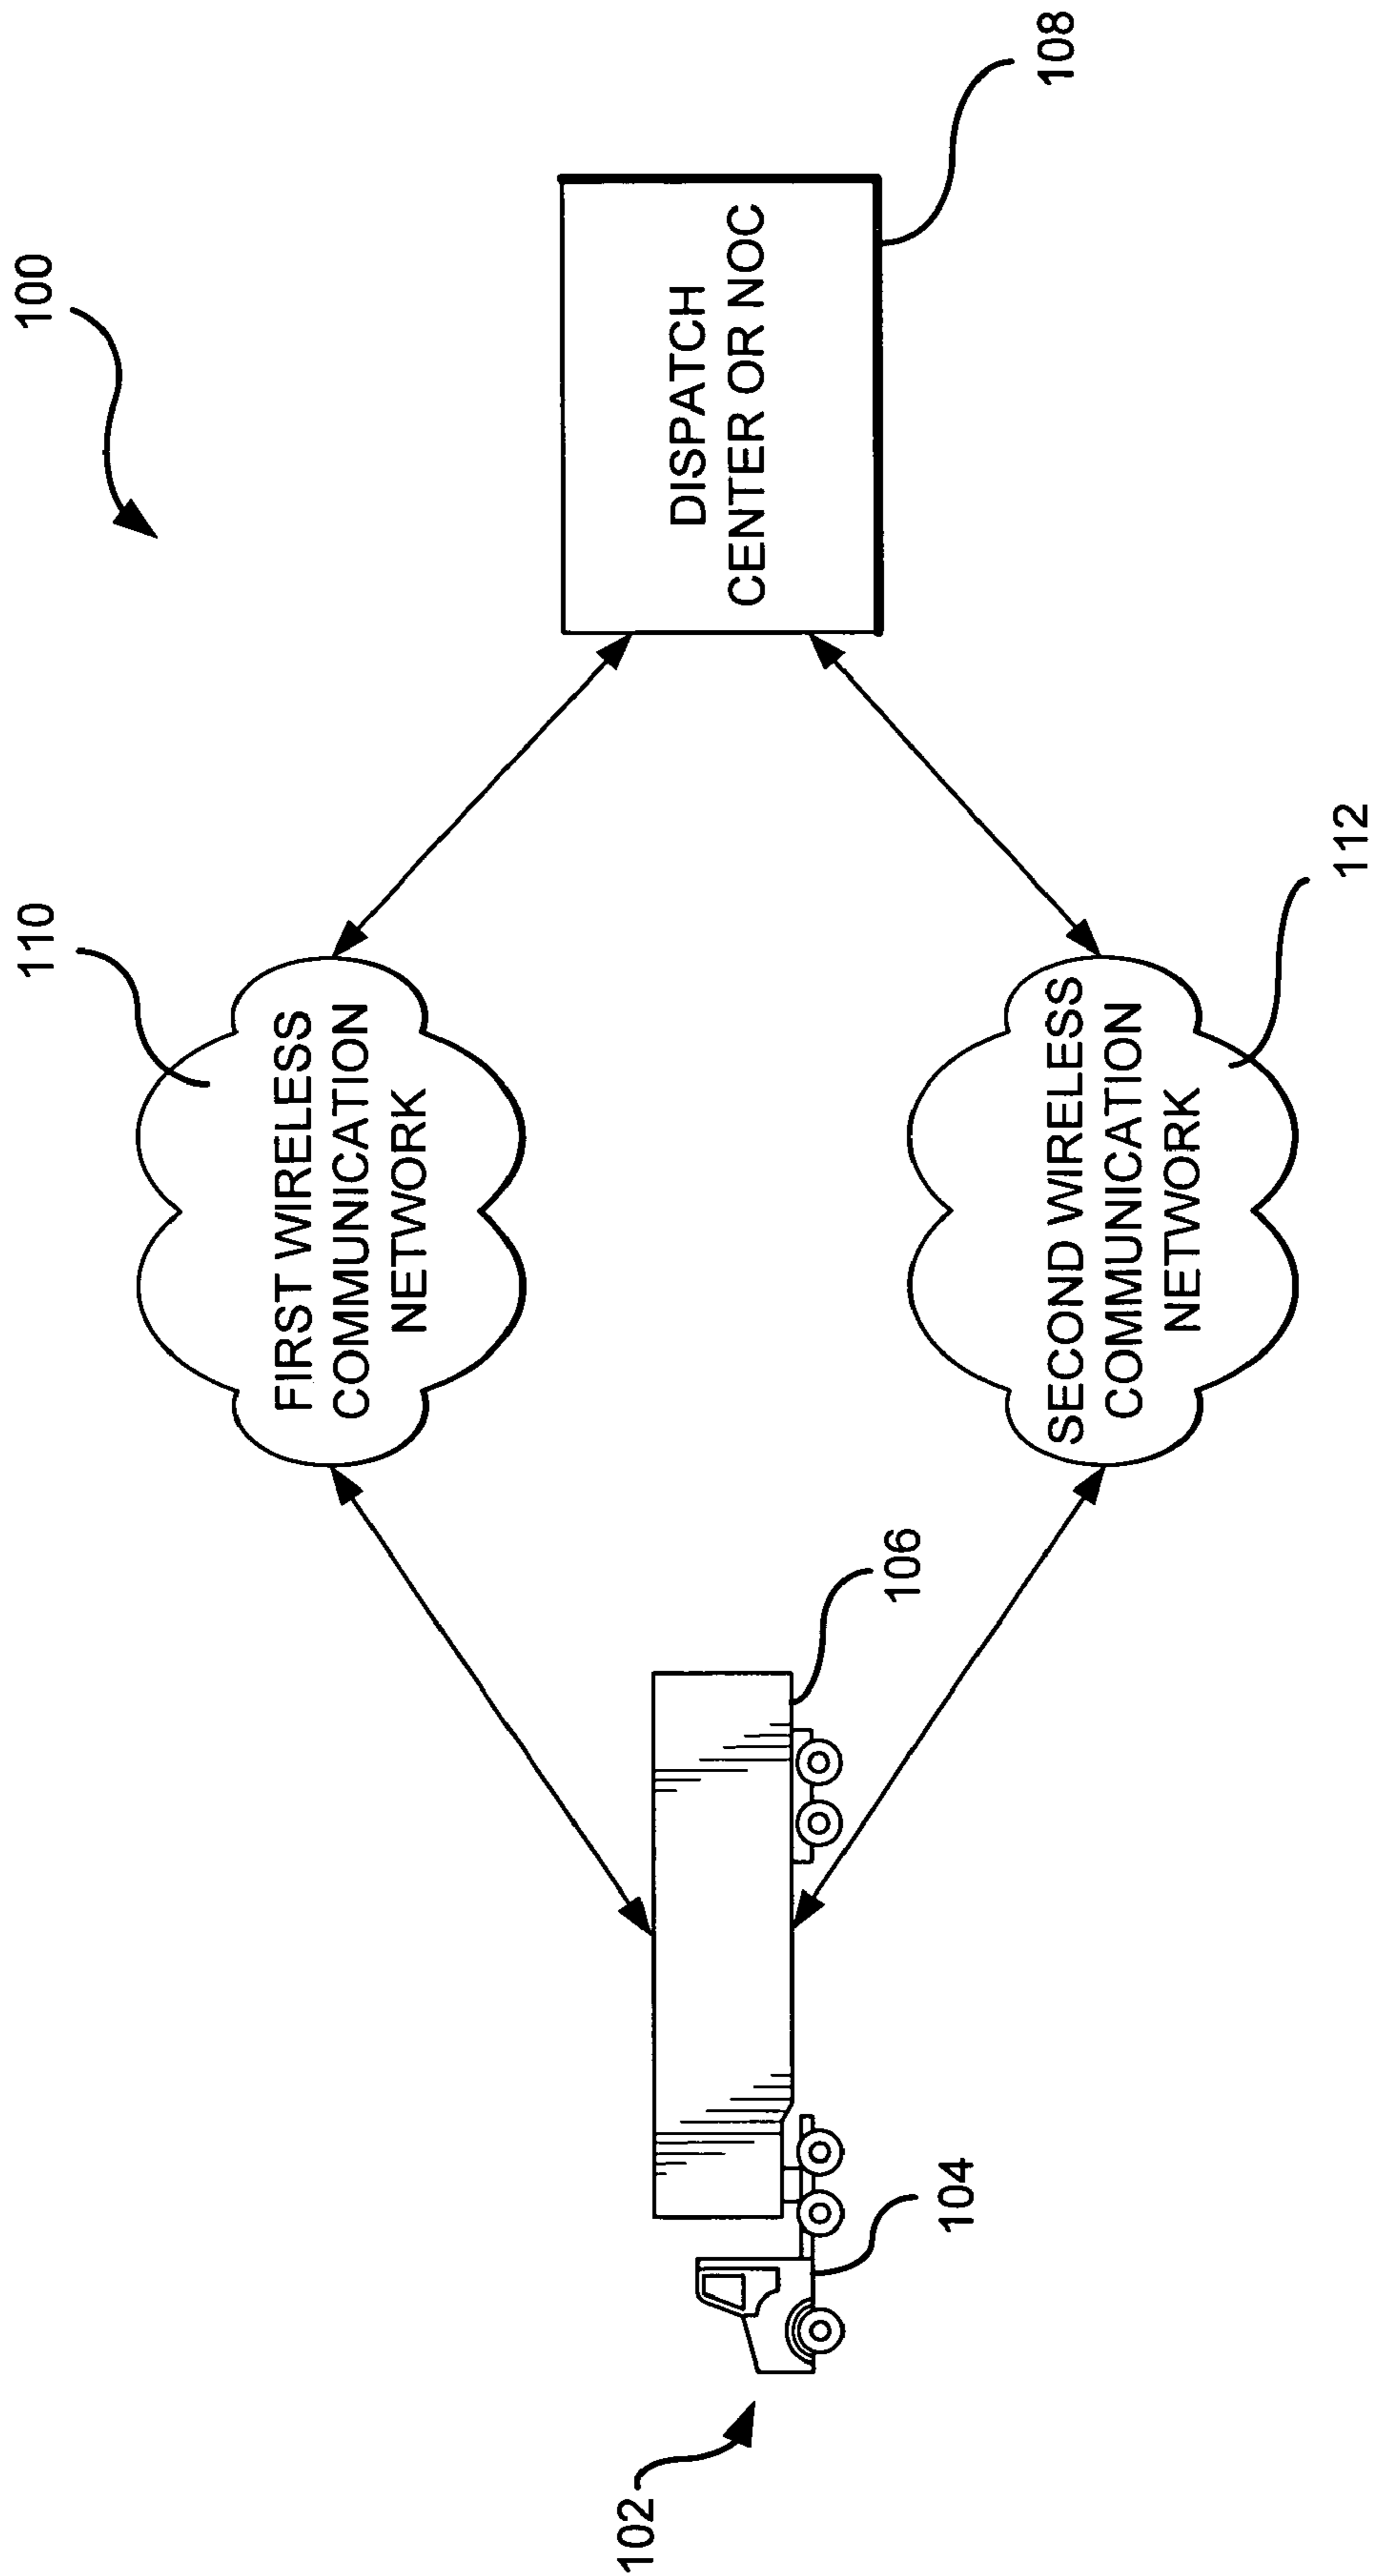 100
110
FIRST WIRELESS
COMMUNICATION
NETWORK
DISPATCH
CENTER OR NOC
108
102
104
106
SECOND WIRELESS
COMMUNICATION
NETWORK
112